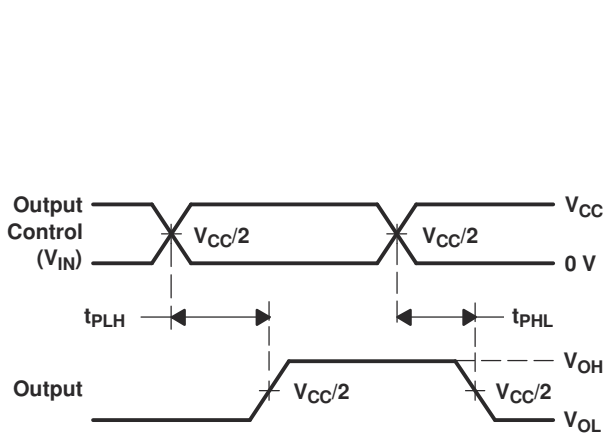 Output
Control
(VIN)
VCC/2
VCC/2
VCC
0 V
tPLH
tPHL
Output
VCC/2
VCC/2
VOH
VOL